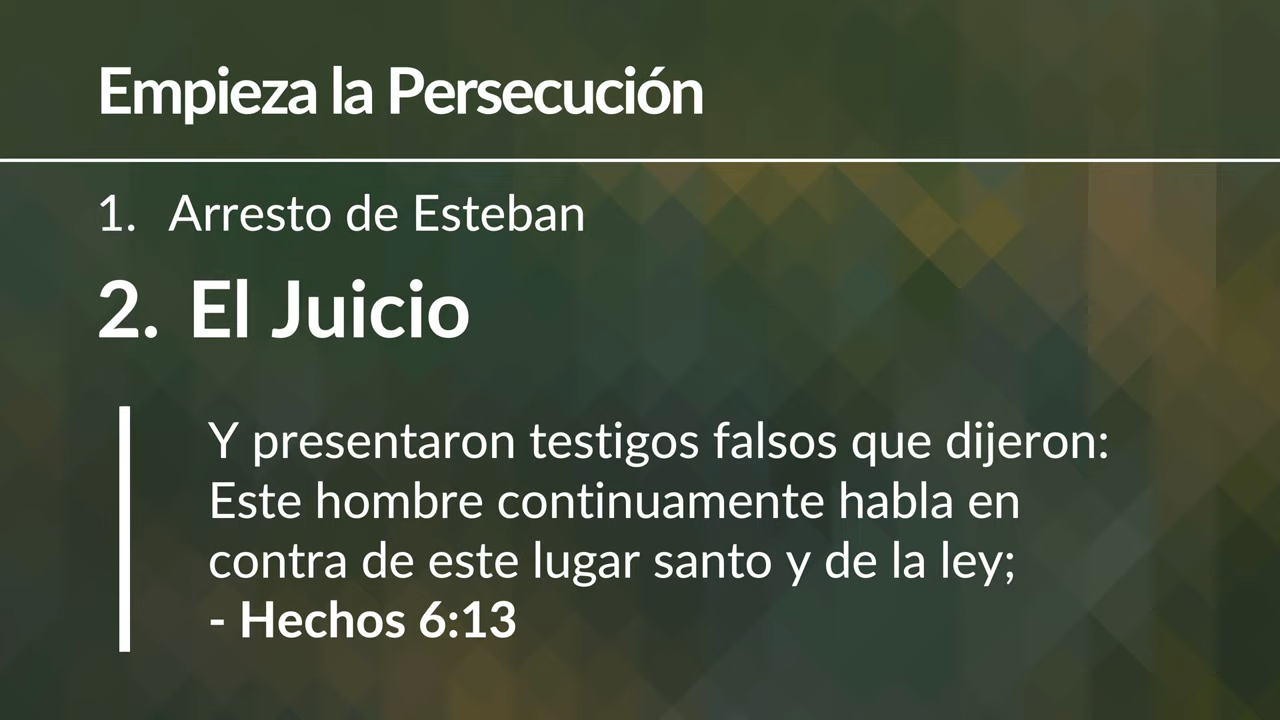 Empieza la Persecución
1. Arresto de Esteban
2. El Juicio
Y presentaron testigos falsos que dijeron:
Este hombre continuamente habla en
contra de este lugar santo y de la ley;
- Hechos 6:13